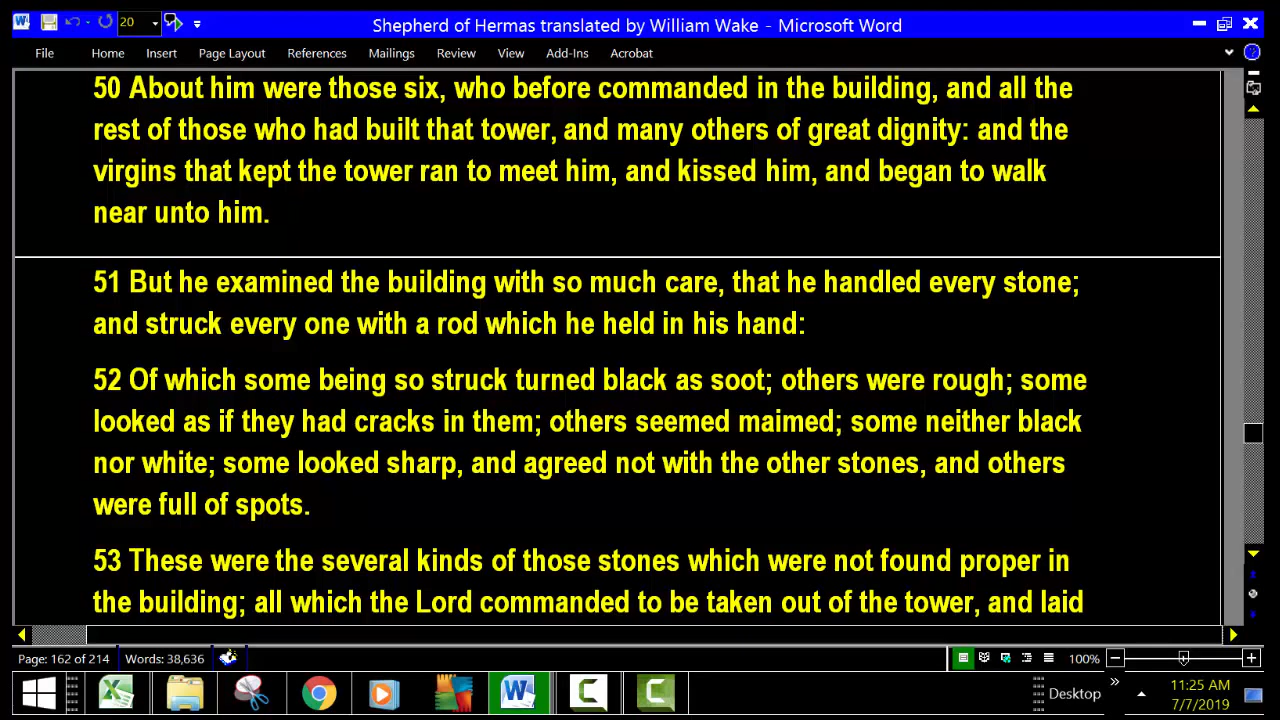 20
Shepherd of Hermas translated by William Wake - Microsoft Word
File Home Insert Page Layout References Mailings Review View Add-Ins Acrobat
50 About him were those six, who before commanded in the building, and all the
rest of those who had built that tower, and many others of great dignity: and the
virgins that kept the tower ran to meet him, and kissed him, and began to walk
near unto him.
51 But he examined the building with so much care, that he handled every stone;
and struck every one with a rod which he held in his hand:
52 Of which some being so struck turned black as soot; others were rough; some
looked as if they had cracks in them; others seemed maimed; some neither black
nor white; some looked sharp, and agreed not with the other stones, and others
were full of spots.
53 These were the several kinds of those stones which were not found proper in
the building; all which the Lord commanded to be taken out of the tower, and laid
Page: 162 of 214 Words: 38,636 100%
Desktop 11:25 AM
7/7/2019